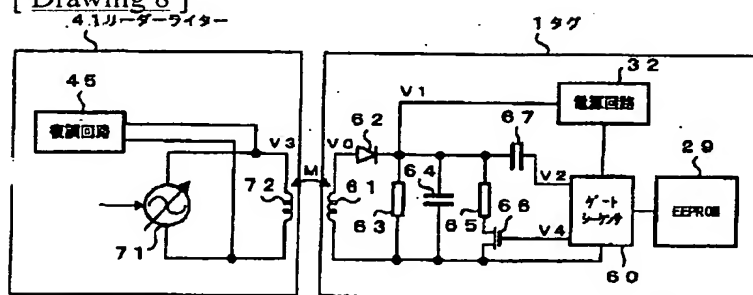 [ Drawing 8 ]
41リーダーライター
1タグ
45
復調回路
71
V3
72
M
V0
61
62
V1
63
64
65
66
67
V2
V4
32
電源回路
ゲート
シーケンサ
60
29
EEPROM